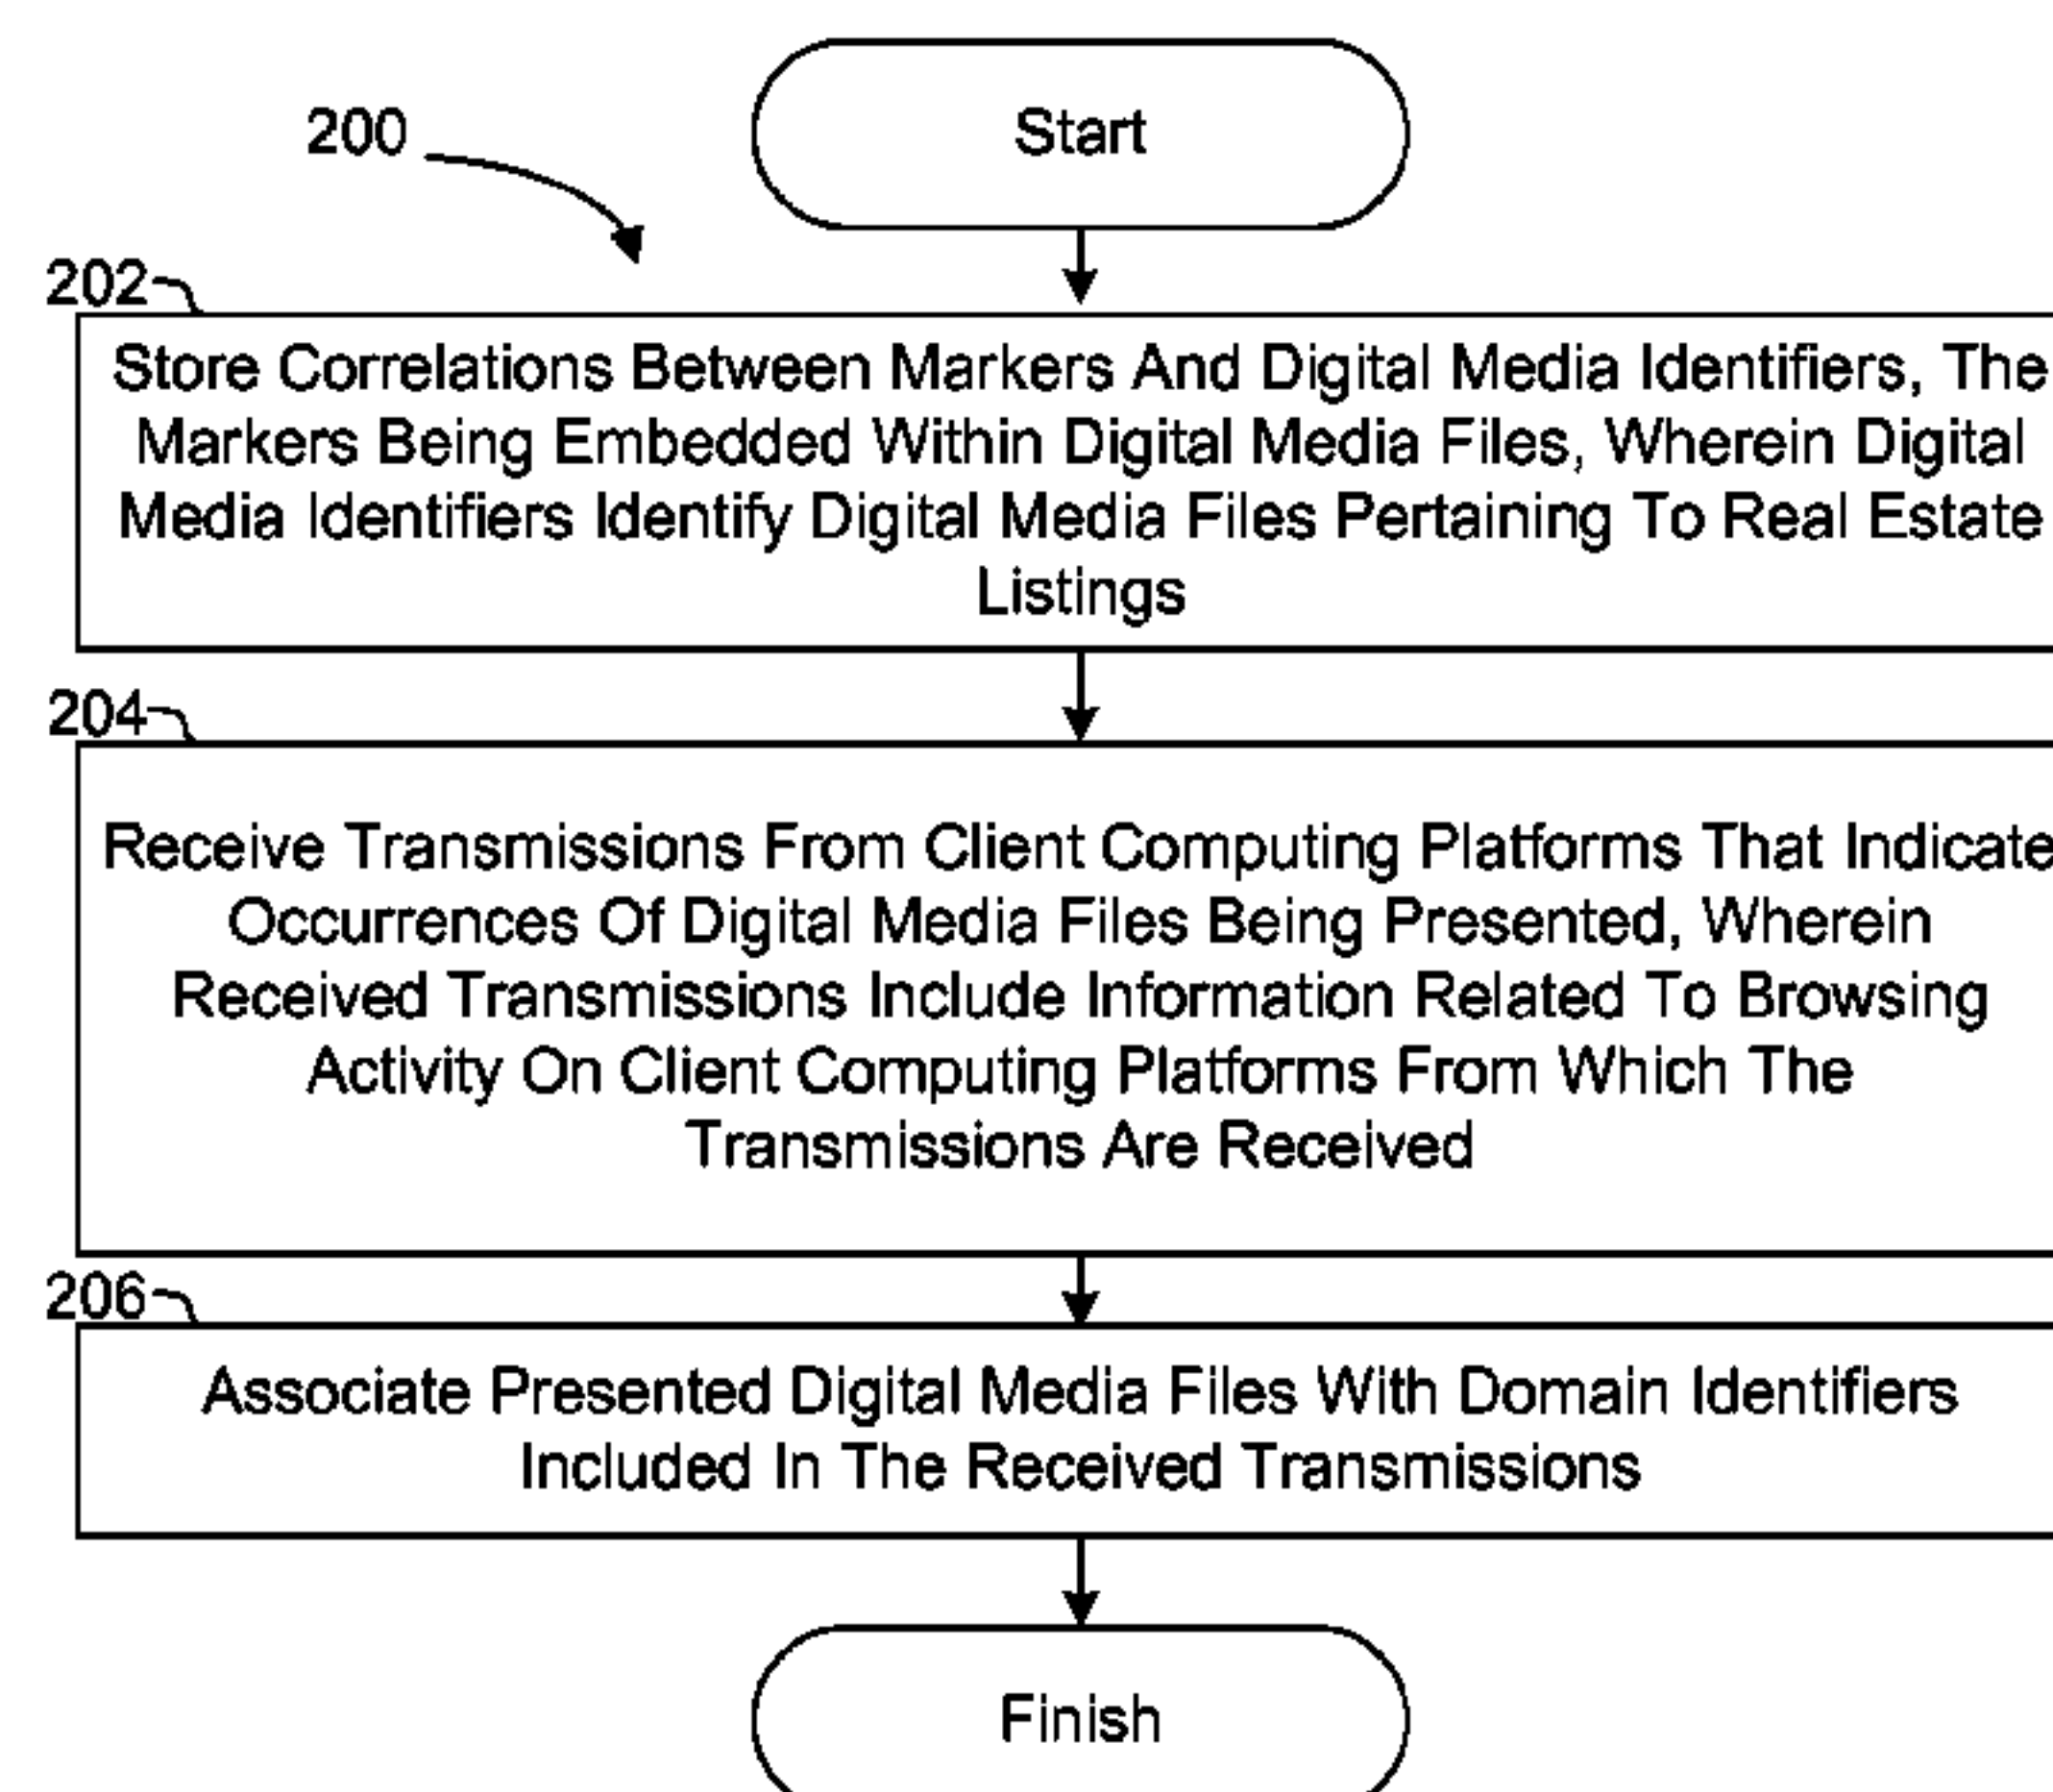 Start
200
202
Store Correlations Between Markers And Digital Media Identifiers, The
Markers Being Embedded Within Digital Media Files, Wherein Digital
Media Identifiers Identify Digital Media Files Pertaining To Real Estate
Listings
204
Receive Transmissions From Client Computing Platforms That Indicate
Occurrences Of Digital Media Files Being Presented, Wherein
Received Transmissions Include Information Related To Browsing
Activity On Client Computing Platforms From Which The
Transmissions Are Received
206
Associate Presented Digital Media Files With Domain Identifiers
Included In The Received Transmissions
Finish